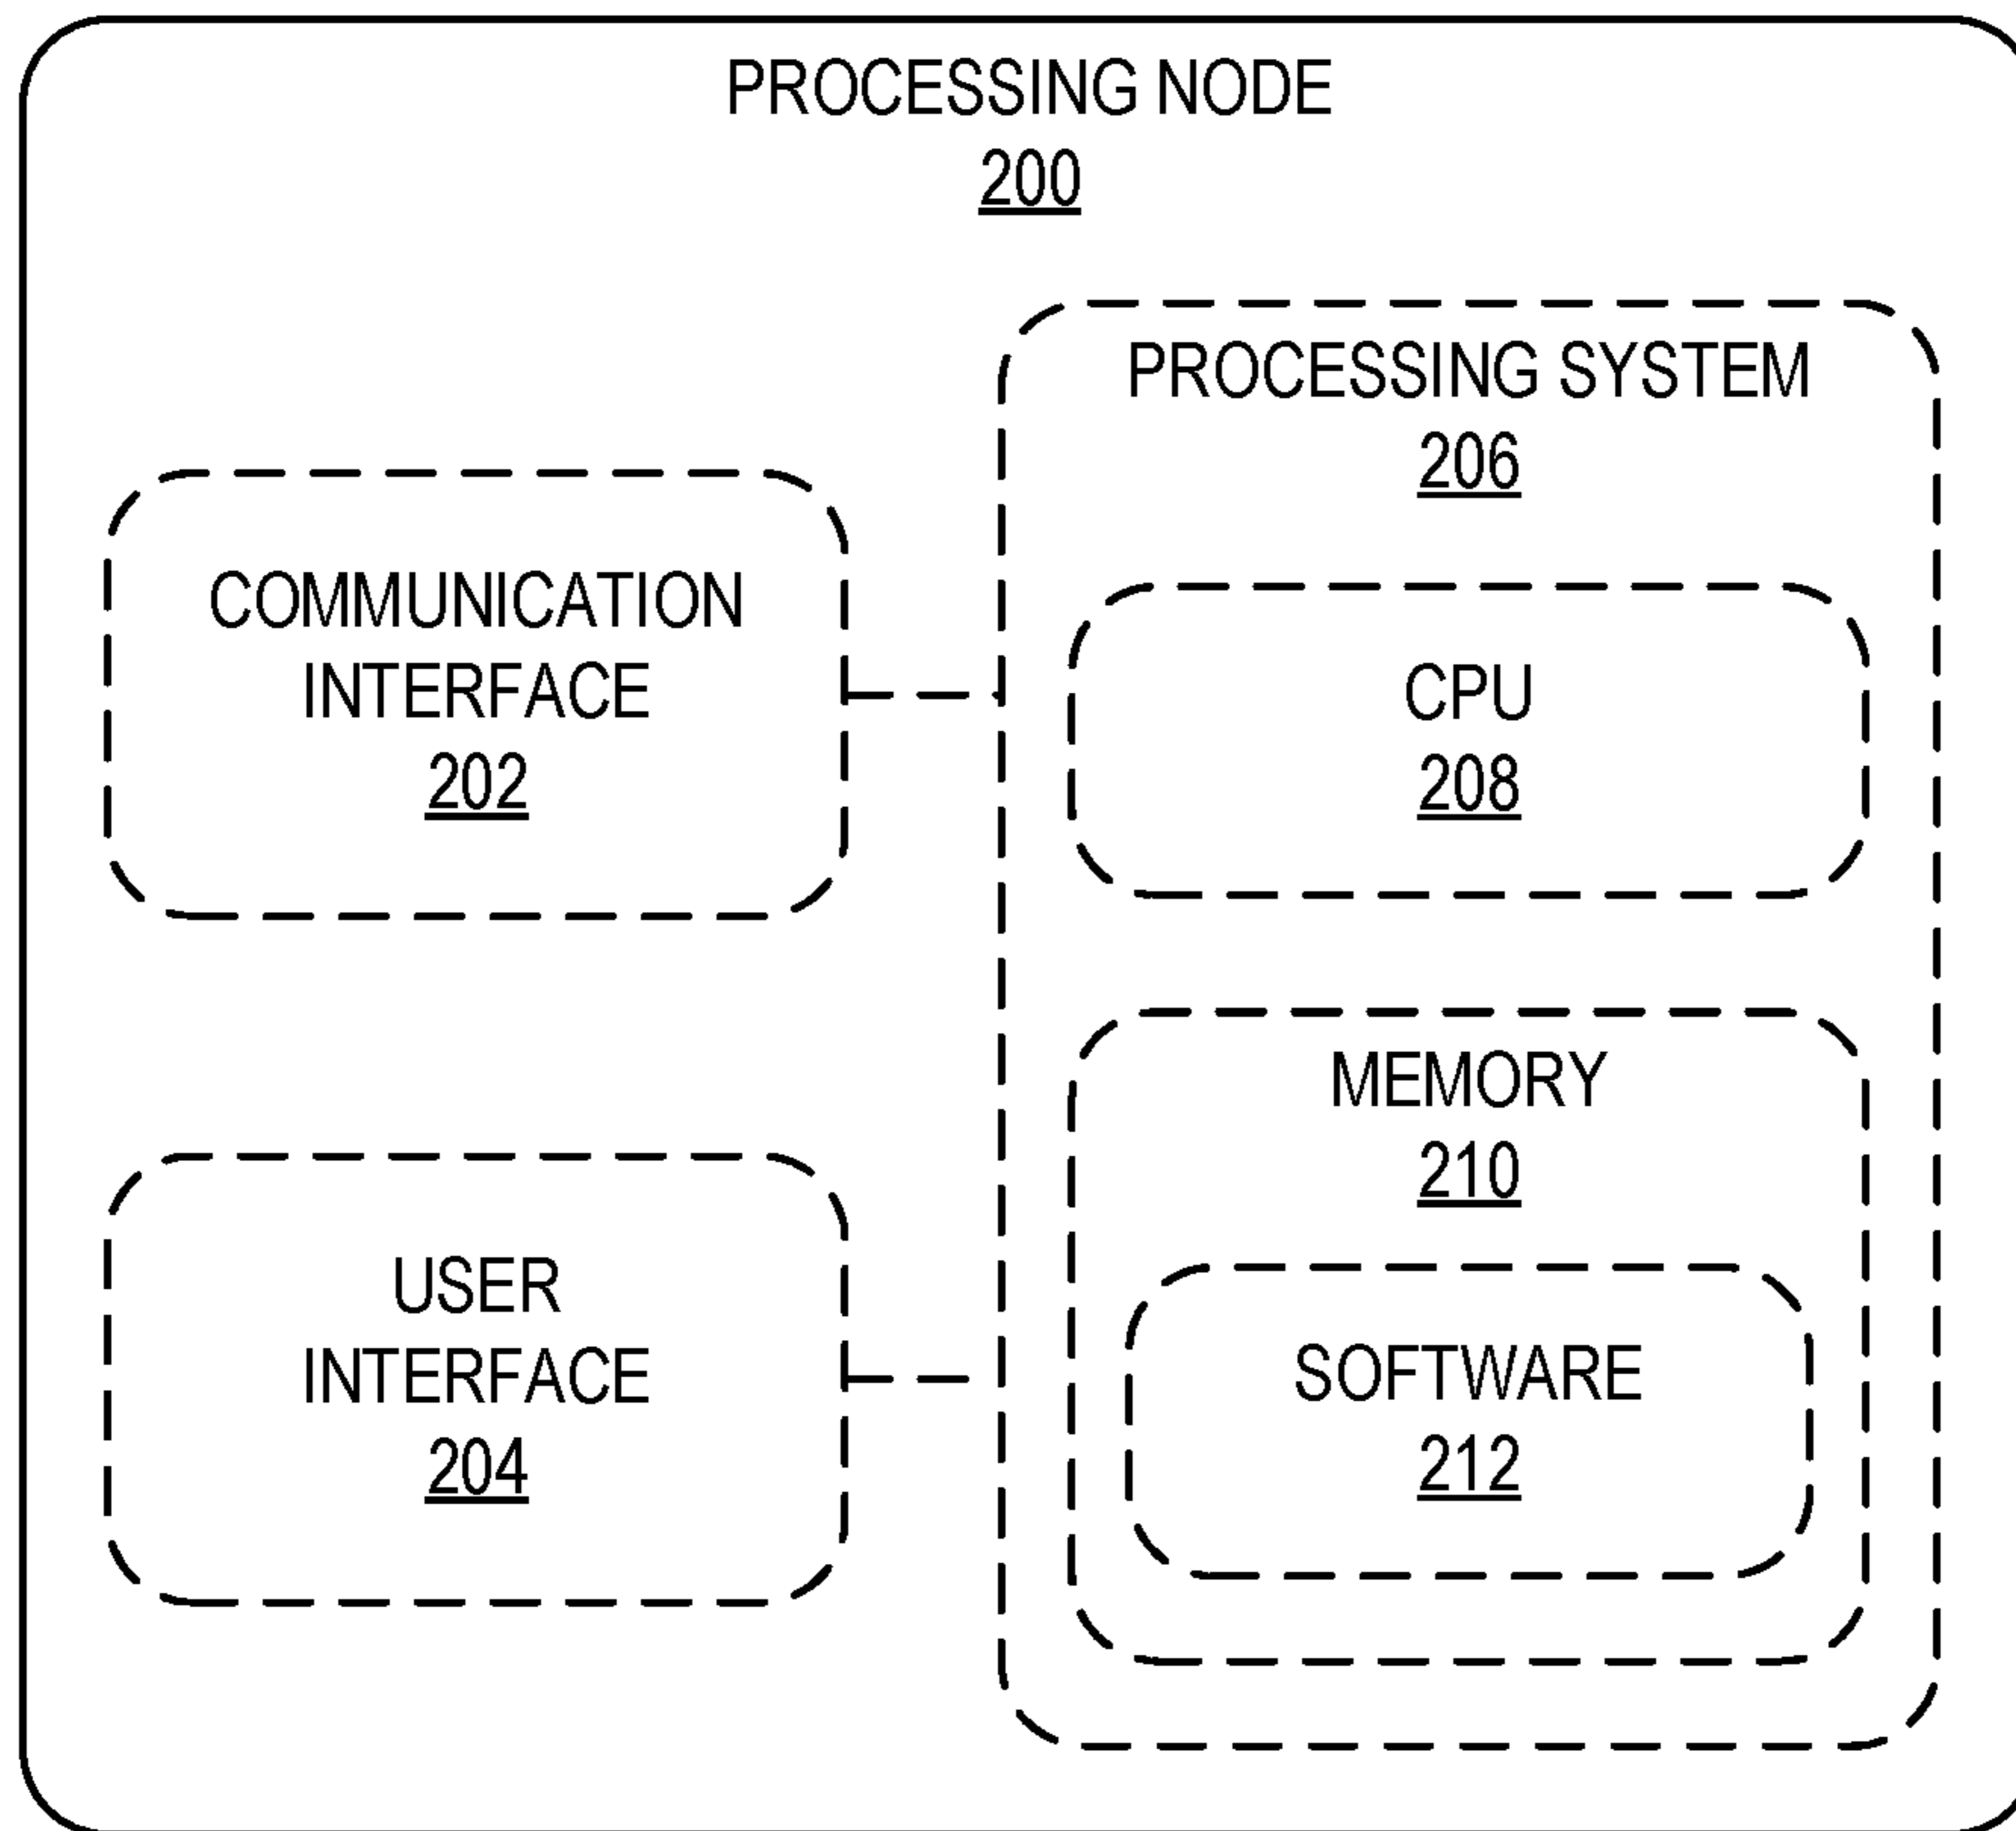 PROCESSING NODE
200
PROCESSING SYSTEM
206
COMMUNICATION
INTERFACE
202
CPU
208
MEMORY
210
USER
INTERFACE
204
SOFTWARE
212